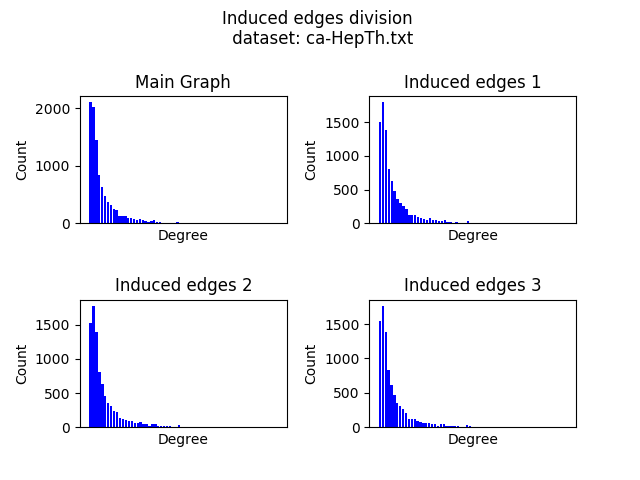 Induced edges division
dataset: ca-HepTh.txt
Main Graph
Count
2000
1000
0
Degree
Induced edges 1
Count
1500
1000
500
0
Degree
Induced edges 2
Count
1500
1000
500
0
Degree
Induced edges 3
Count
1500
1000
500
0
Degree